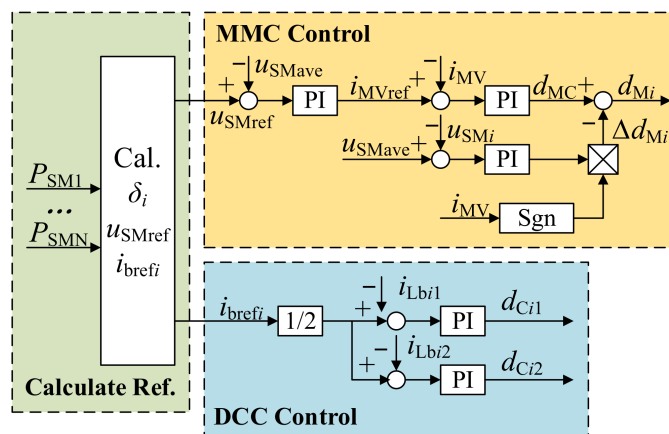 MMC Control
+ − u_SMave
u_SMref
PI
i_MVref
+ − i_MV
PI
d_MC
+
d_Mi
−
Δd_Mi
u_SMave
+ − u_SMi
PI
i_MV
Sgn
P_SM1
...
P_SMN
Cal.
δ_i
u_SMref
i_brefi
Calculate Ref.
i_brefi
1/2
+ − i_Lbi1
PI
d_Ci1
+ − i_Lbi2
PI
d_Ci2
DCC Control